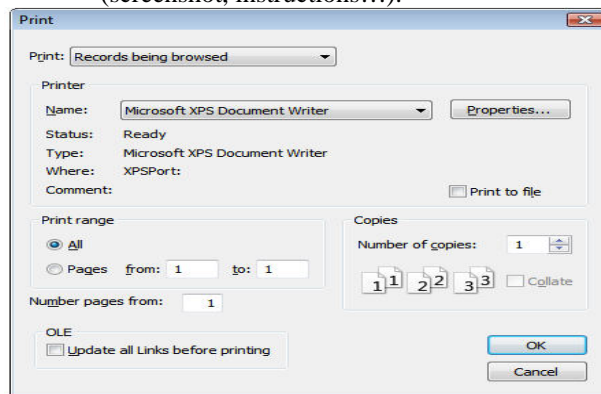 (screenshot, instructions…).
Print
Print: Records being browsed
Printer
Name: Microsoft XPS Document Writer Properties...
Status: Ready
Type: Microsoft XPS Document Writer
Where: XPSPort:
Comment: Print to file
Print range Copies
All Number of copies: 1
Pages from: 1 to: 1
1 1 2 2 3 3 Collate
Number pages from: 1
OLE
Update all Links before printing OK
Cancel